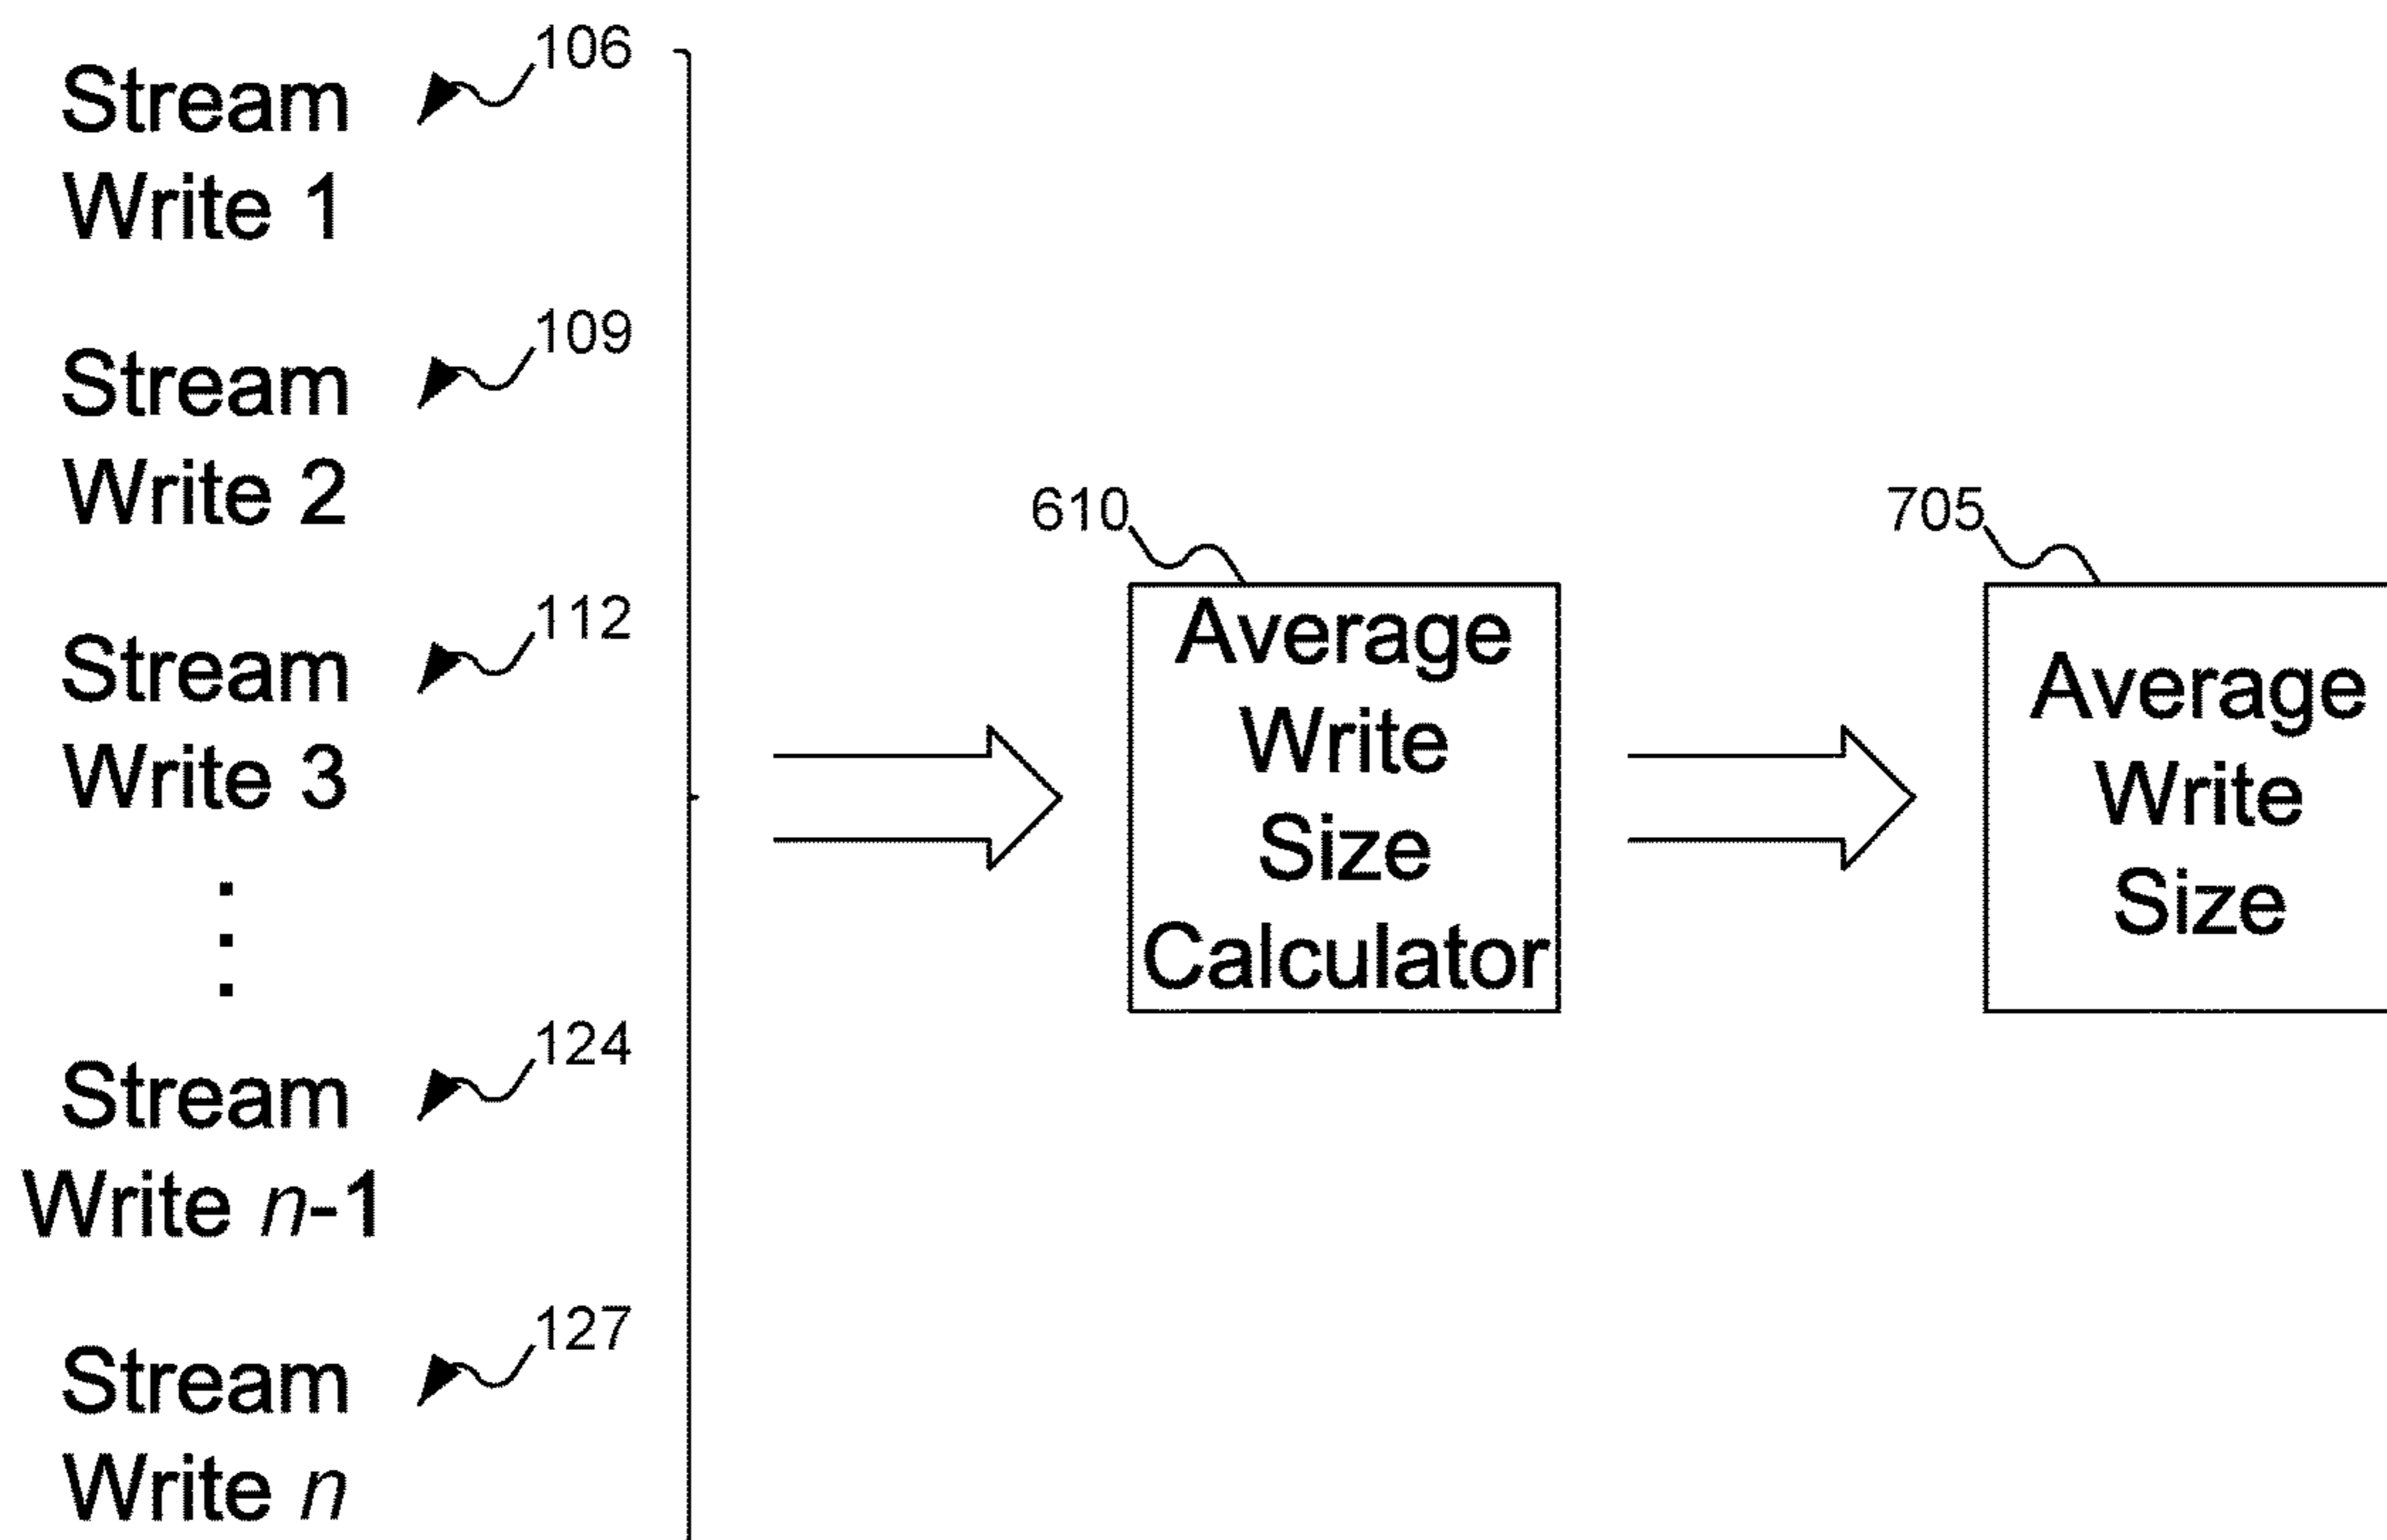 106
Stream
Write 1
109
Stream
Write 2
112
Stream
Write 3
124
Stream
Write n-1
127
Stream
Write n
610
Average
Write
Size
Calculator
705
Average
Write
Size